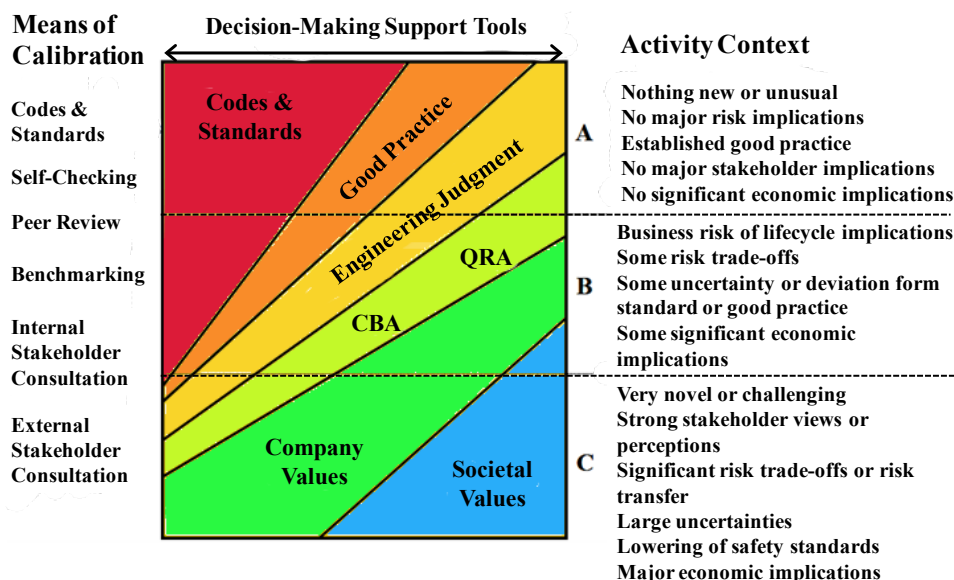 Means of
Calibration
Codes &
Standards
Self-Checking
Peer Review
Benchmarking
Internal
Stakeholder
Consultation
External
Stakeholder
Consultation
Decision-Making Support Tools
Codes &
Standards
Good Practice
Engineering Judgment
QRA
CBA
Company
Values
Societal
Values
A
B
C
Activity Context
Nothing new or unusual
No major risk implications
Established good practice
No major stakeholder implications
No significant economic implications
Business risk of lifecycle implications
Some risk trade-offs
Some uncertainty or deviation form
standard or good practice
Some significant economic
implications
Very novel or challenging
Strong stakeholder views or
perceptions
Significant risk trade-offs or risk
transfer
Large uncertainties
Lowering of safety standards
Major economic implications